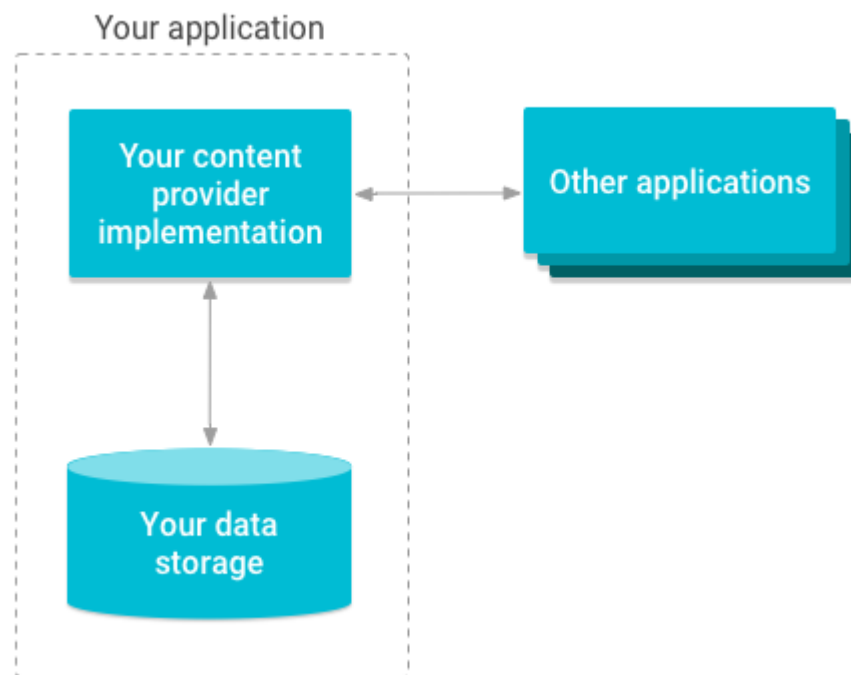 Your application
Your content
provider
implementation
Other applications
Your data
storage